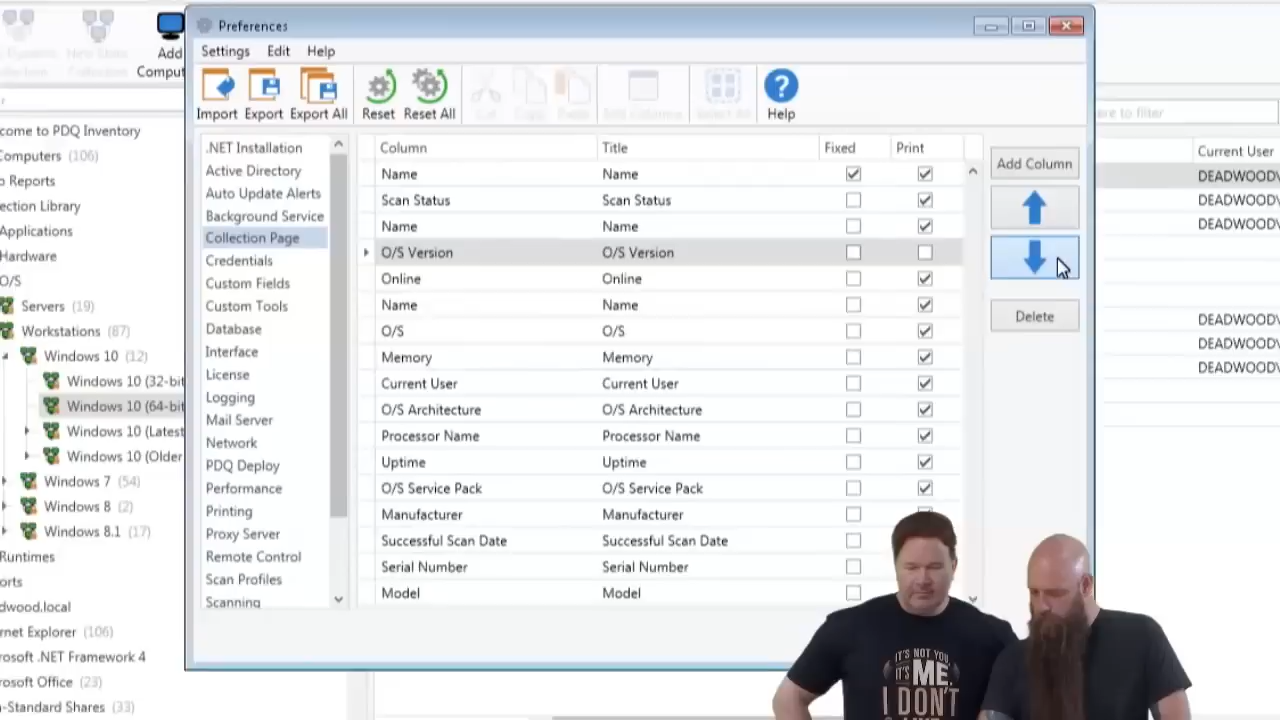 Preferences
Settings Edit Help
Add
Comput
Import Export Export All Reset Reset All Help
come to PDQ Inventory
Computers (106)
Reports
ection Library
Applications
Hardware
O/S
Servers (19)
Workstations (87)
Windows 10 (12)
Windows 10 (32-bit
Windows 10 (64-bit
Windows 10 (Latest
Windows 10 (Older
Windows 7 (54)
Windows 8 (2)
Windows 8.1 (17)
Runtimes
orts
dwood.local
rnet Explorer (106)
rosoft .NET Framework 4
rosoft Office (23)
n-Standard Shares (33)
.NET Installation
Active Directory
Auto Update Alerts
Background Service
Collection Page
Credentials
Custom Fields
Custom Tools
Database
Interface
License
Logging
Mail Server
Network
PDQ Deploy
Performance
Printing
Proxy Server
Remote Control
Scan Profiles
Scanning
Column Title Fixed Print
Name Name
Scan Status Scan Status
Name Name
O/S Version O/S Version
Online Online
Name Name
O/S O/S
Memory Memory
Current User Current User
O/S Architecture O/S Architecture
Processor Name Processor Name
Uptime Uptime
O/S Service Pack O/S Service Pack
Manufacturer Manufacturer
Successful Scan Date Successful Scan Date
Serial Number Serial Number
Model Model
Add Column
Delete
ere to filter
Current User
DEADWOOD
DEADWOOD
DEADWOOD
DEADWOOD
DEADWOOD
DEADWOOD
IT'S NOT YOU
IT'S ME.
I DON'T